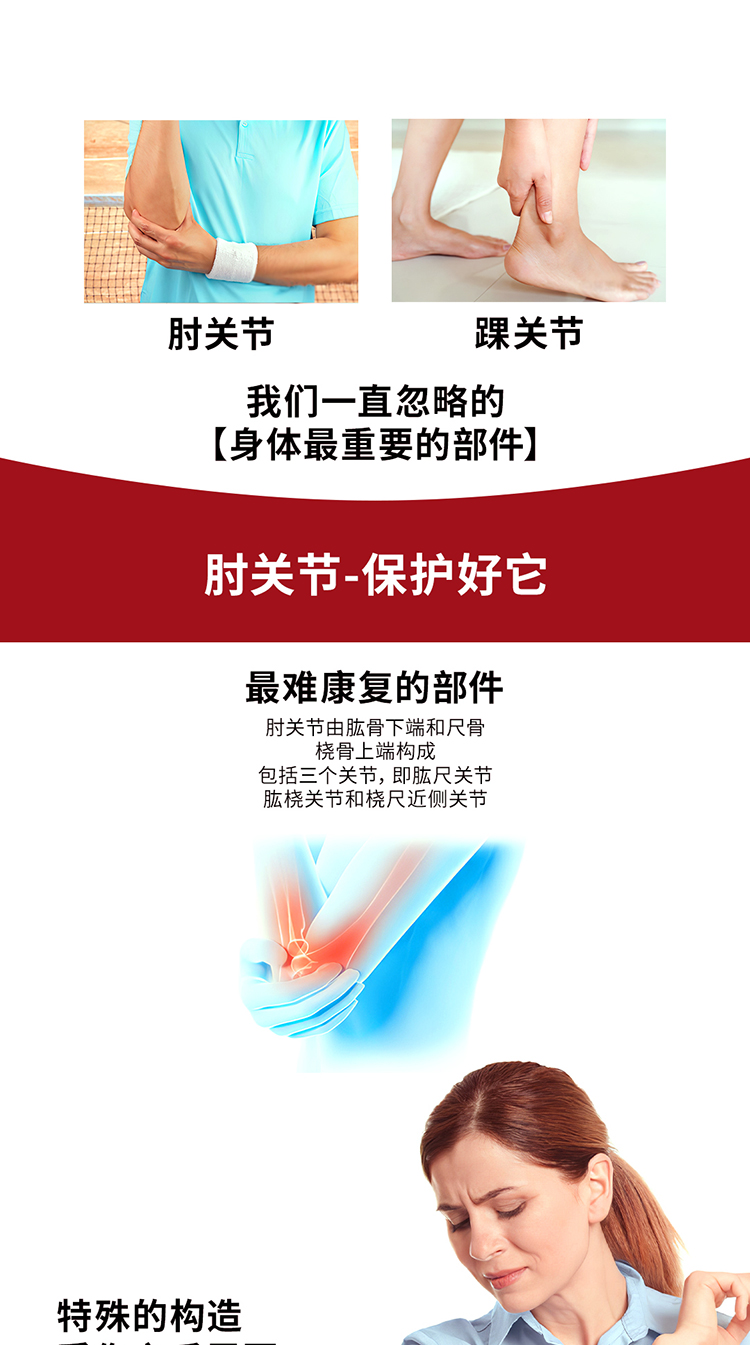 肘关节
踝关节
我们一直忽略的
【身体最重要的部件】
肘关节-保护好它
最难康复的部件
肘关节由肱骨下端和尺骨
桡骨上端构成
包括三个关节，即肱尺关节
肱桡关节和桡尺近侧关节
特殊的构造